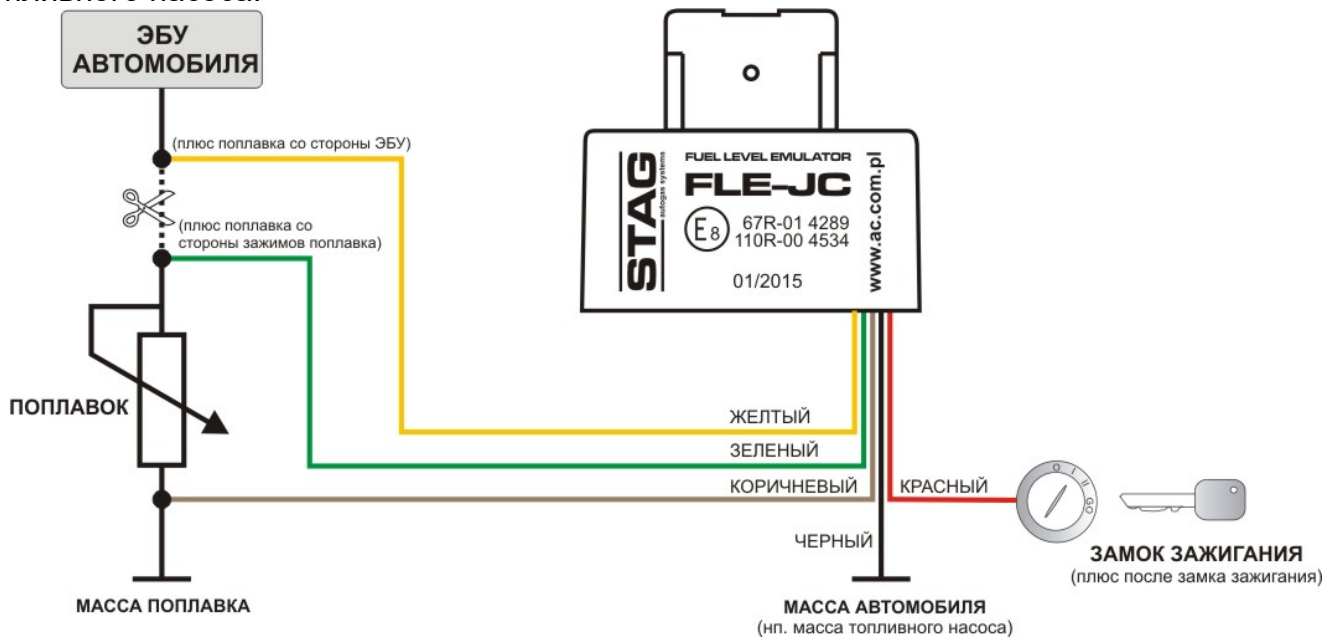 ЭБУ
АВТОМОБИЛЯ
(плюс поплавка со стороны ЭБУ)
(плюс поплавка со
стороны зажимов поплавка)
ПОПЛАВОК
МАССА ПОПЛАВКА
STAG
autogas systems
FUEL LEVEL EMULATOR
FLE-JC
E8
67R-01 4289
110R-00 4534
01/2015
www.ac.com.pl
ЖЕЛТЫЙ
ЗЕЛЕНЫЙ
КОРИЧНЕВЫЙ
КРАСНЫЙ
ЧЕРНЫЙ
O I H GO
ЗАМОК ЗАЖИГАНИЯ
(плюс после замка зажигания)
МАССА АВТОМОБИЛЯ
(нп. масса топливного насоса)